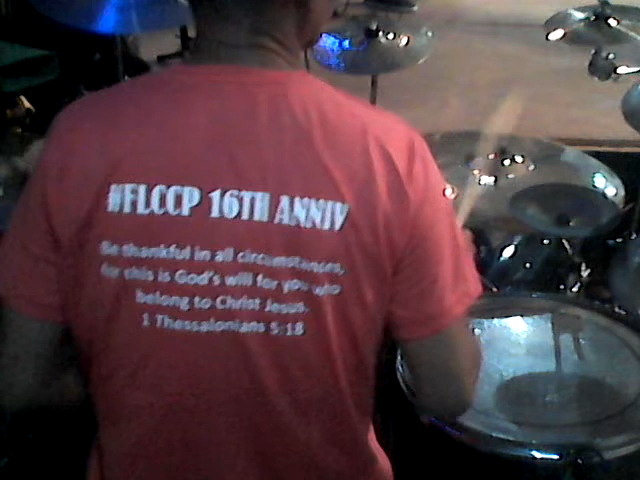 #FLCCP 16TH ANNIV
Be thankful in all circumstances,
for this is God's will for you who
belong to Christ Jesus.
1 Thessalonians 5:18